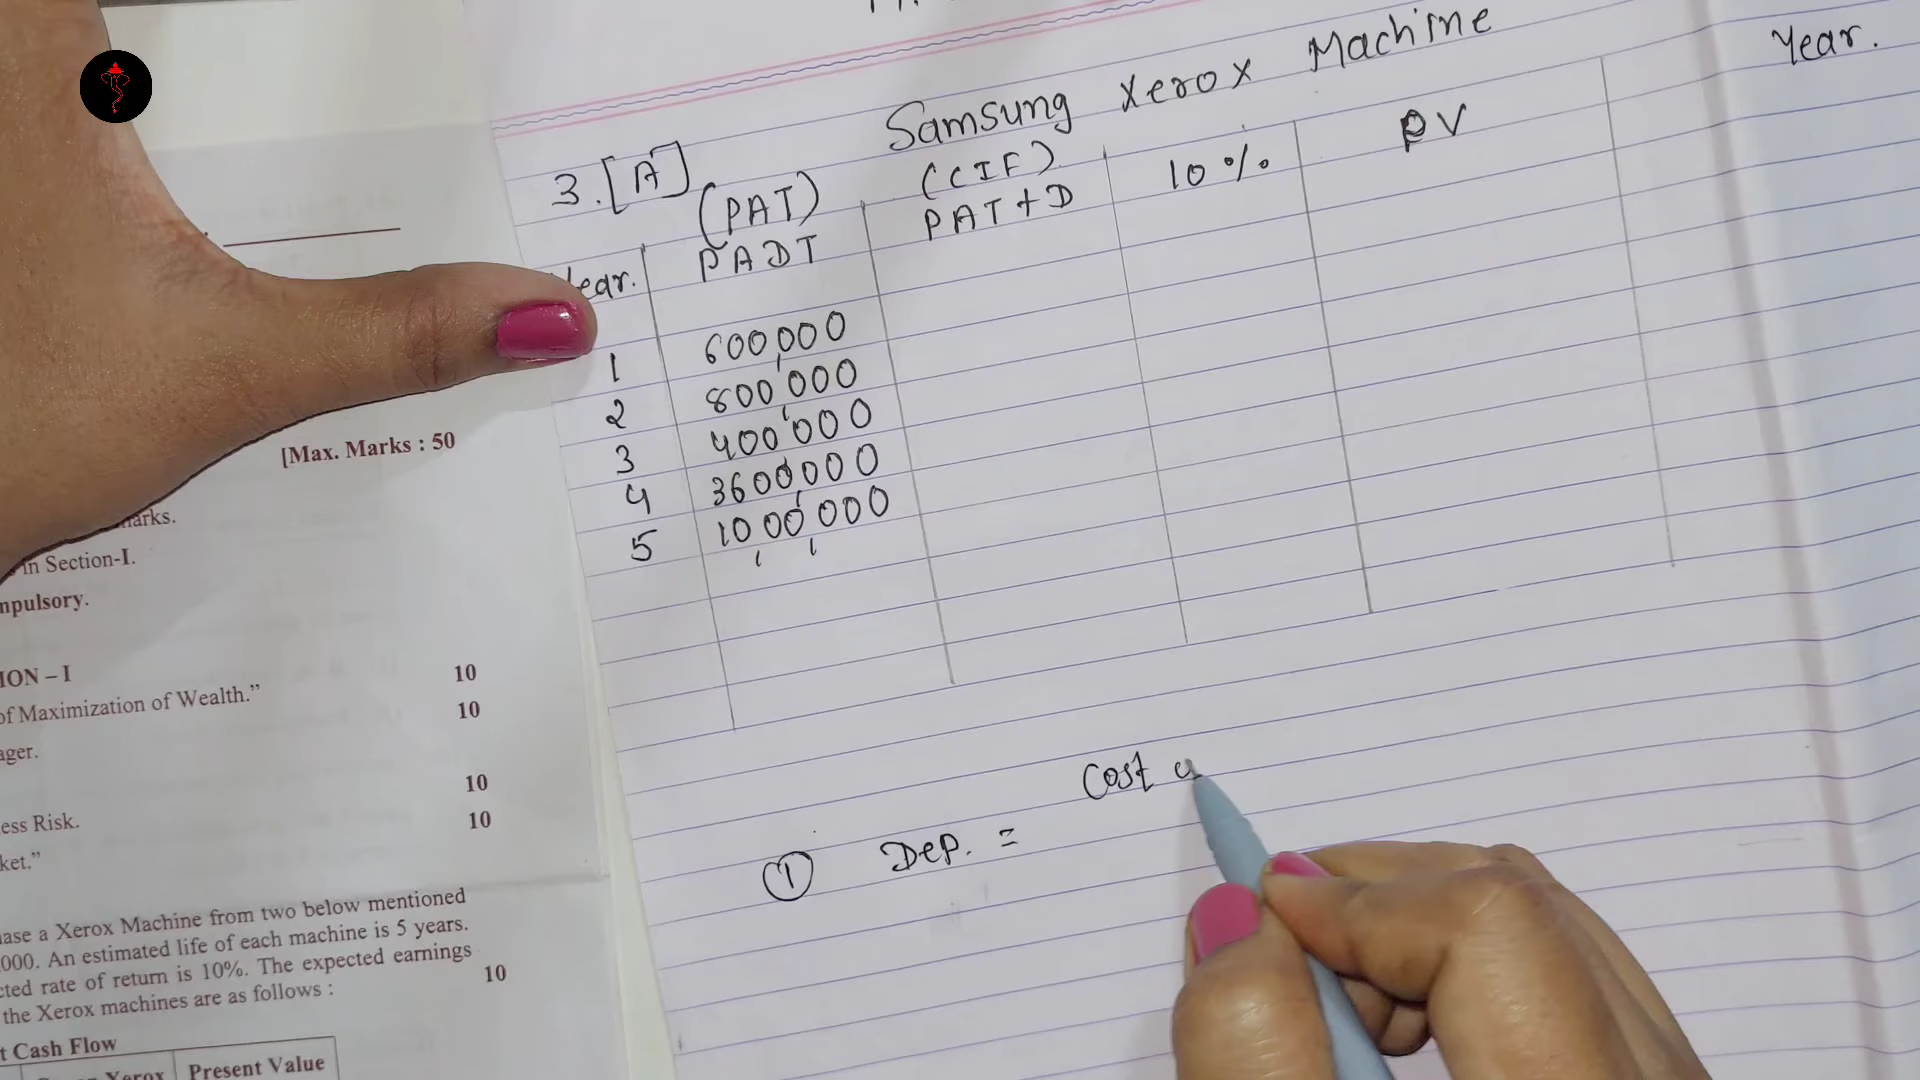 [Max. Marks : 50
in Section-I.
ION – I
of Maximization of Wealth.” 10
10
10
ess Risk. 10
ket.”
ase a Xerox Machine from two below mentioned
000. An estimated life of each machine is 5 years.
cted rate of return is 10%. The expected earnings
the Xerox machines are as follows : 10
t Cash Flow
Xerox Present Value
Samsung Xerox Machine
3.[A]
Year. (PAT) PADT (CIF) PAT+D 10% PV Year.
1 600,000
2 800,000
3 400,000
4 3600,000
5 10,00,000
① Dep. = Cost